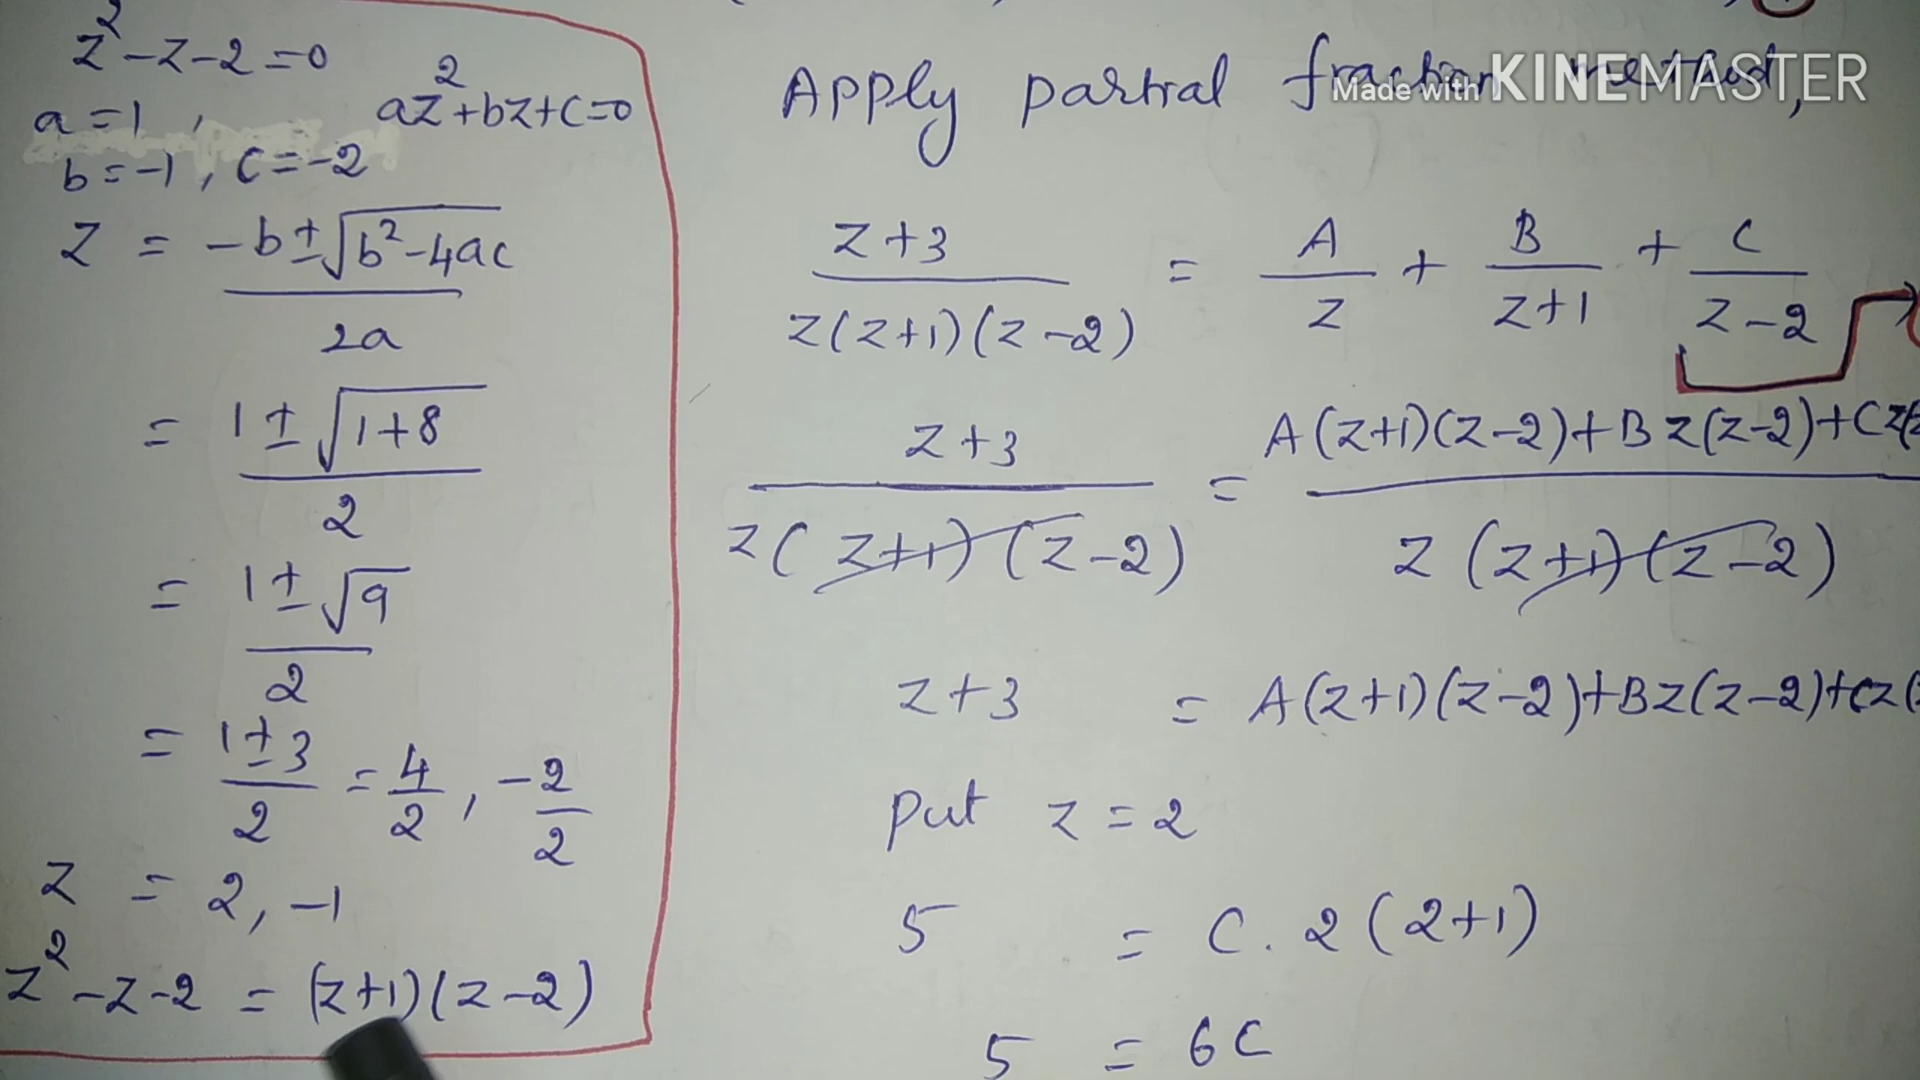 z² - z - 2 = 0
a = 1 , az² + bz + c = 0
b = -1 , c = -2
z = (-b ± √(b² - 4ac)) / 2a
= (1 ± √(1+8)) / 2
= (1 ± √9) / 2
= (1 ± 3) / 2 = 4/2 , -2/2
z = 2, -1
z² - z - 2 = (z+1)(z-2)
Apply partial fraction method,
Made with KINEMASTER
(z+3) / (z(z+1)(z-2)) = A/z + B/(z+1) + C/(z-2)
(z+3) / (z(z+1)(z-2)) = (A(z+1)(z-2) + Bz(z-2) + Cz( / (z(z+1)(z-2))
z+3 = A(z+1)(z-2) + Bz(z-2) + Cz(
put z = 2
5 = C . 2(2+1)
5 = 6C